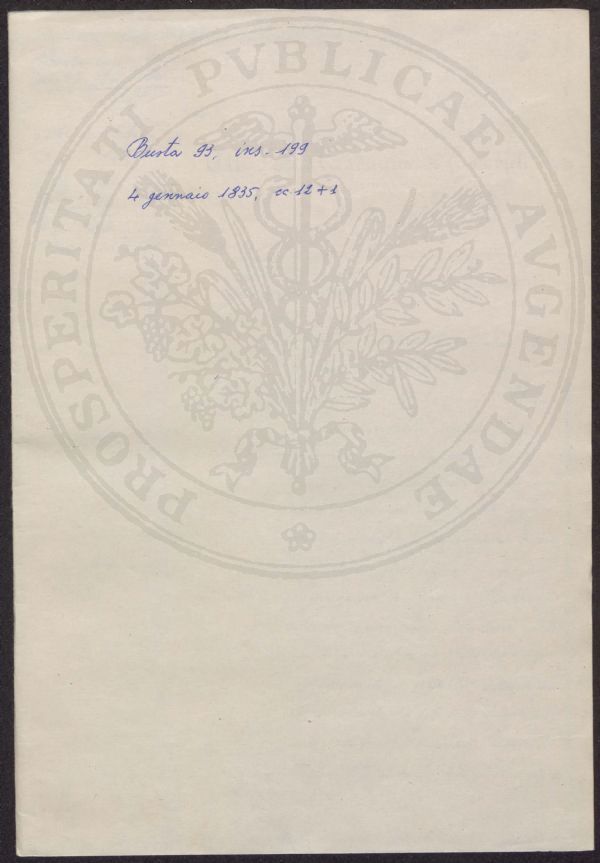 PROSPERITATI PVBLICAE AVGENDAE
Busta 93, ins. 199
4 gennaio 1835, cc 12 + 1